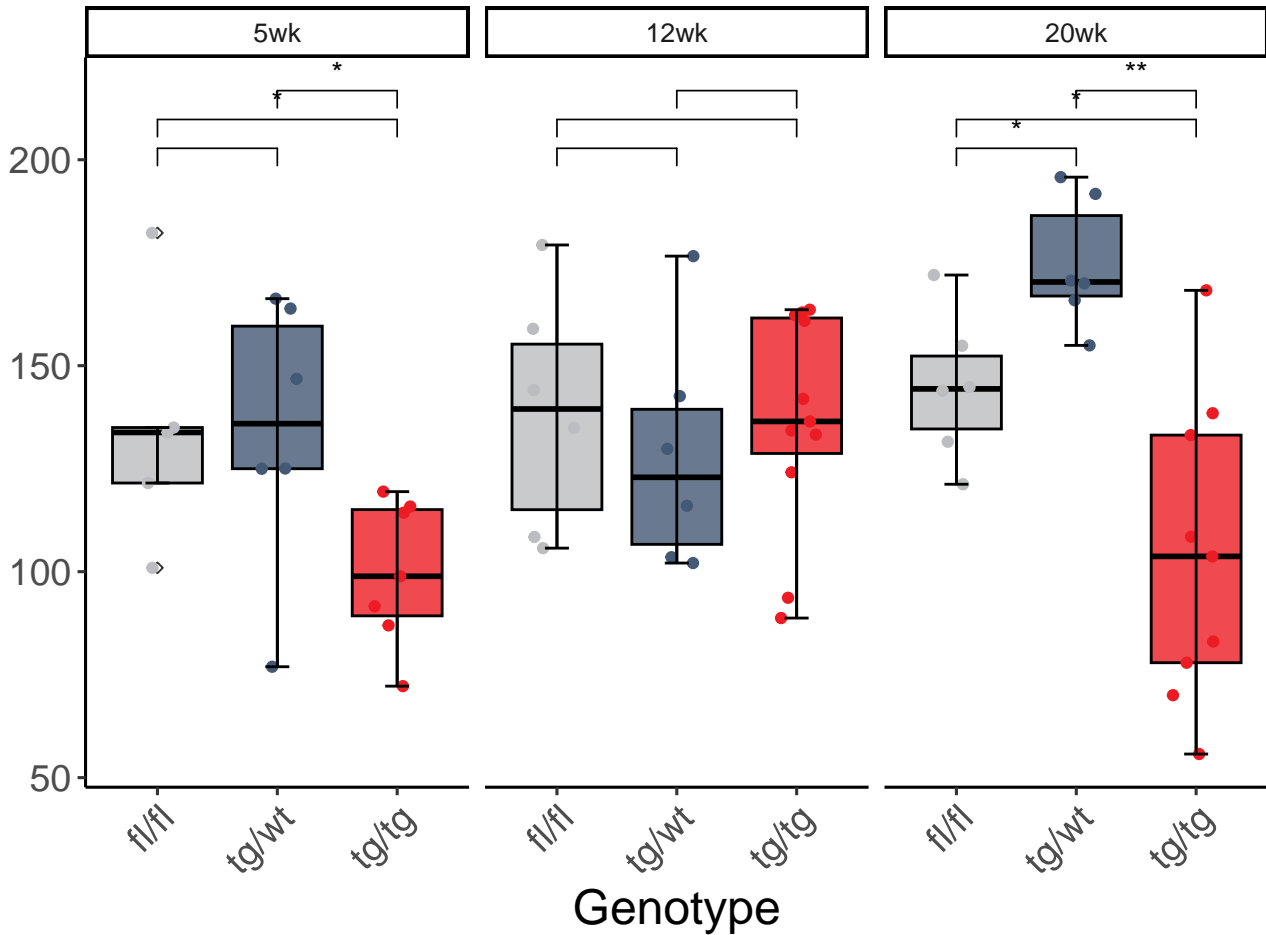 5wk 12wk 20wk
* **
* *
*
200
150
100
50
fl/fl tg/wt tg/tg fl/fl tg/wt tg/tg fl/fl tg/wt tg/tg
Genotype